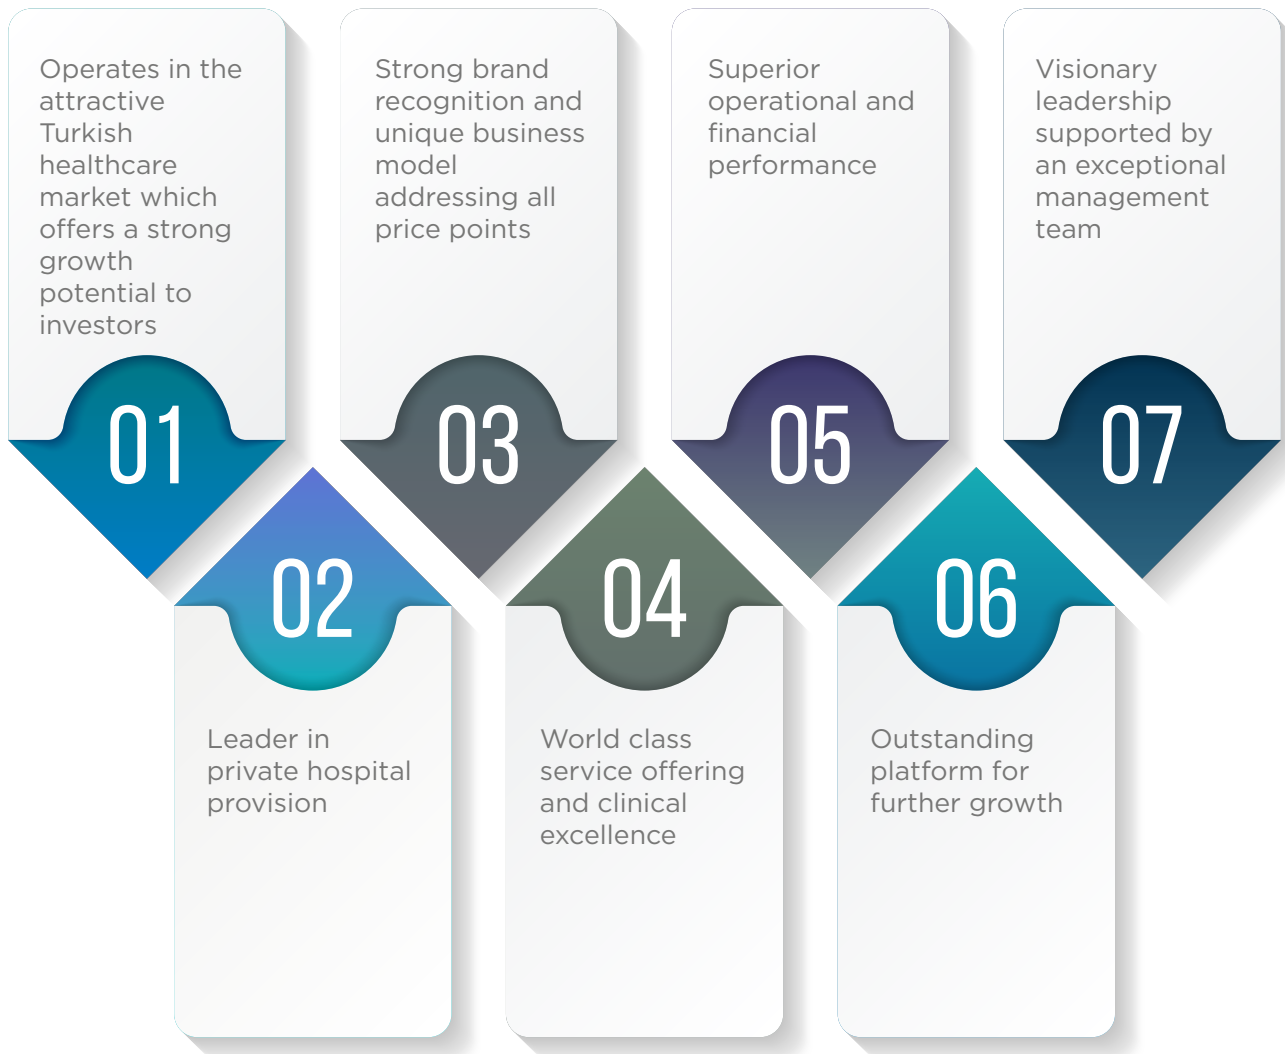 01
Operates in the
attractive
Turkish
healthcare
market which
offers a strong
growth
potential to
investors
02
Leader in
private hospital
provision
03
Strong brand
recognition and
unique business
model
addressing all
price points
04
World class
service offering
and clinical
excellence
05
Superior
operational and
financial
performance
06
Outstanding
platform for
further growth
07
Visionary
leadership
supported by
an exceptional
management
team